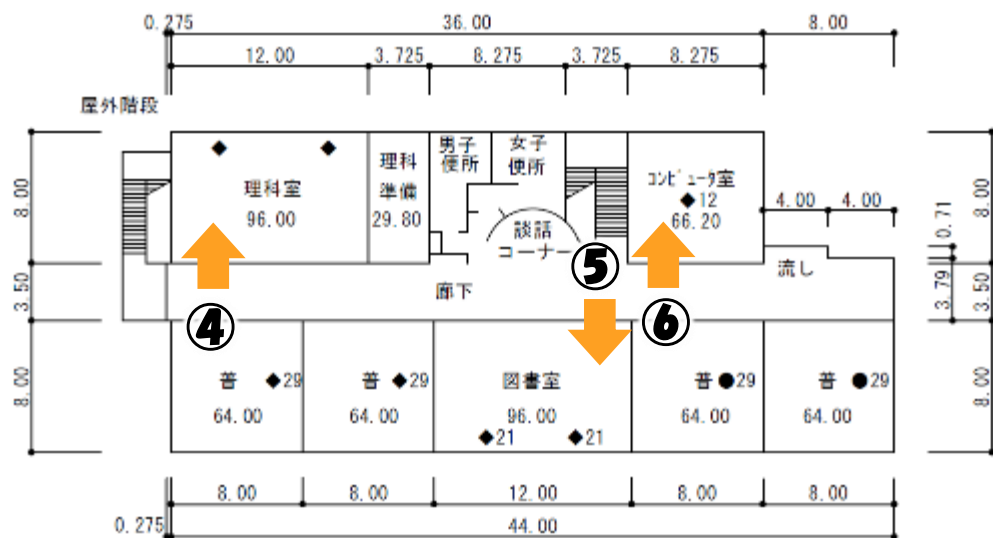 0.275
36.00
8.00
12.00
3.725
8.275
3.725
8.275
屋外階段
8.00
3.50
8.00
◆
◆
理科室
96.00
理科
準備
29.80
男子
便所
女子
便所
談話
コーナー
コンピュータ室
◆12
66.20
4.00
4.00
0.71
3.79
8.00
3.50
8.00
流し
廊下
④
⑤
⑥
普 ◆29
64.00
普 ◆29
64.00
図書室
96.00
◆21
◆21
普 ●29
64.00
普 ●29
64.00
8.00
8.00
12.00
8.00
8.00
0.275
44.00